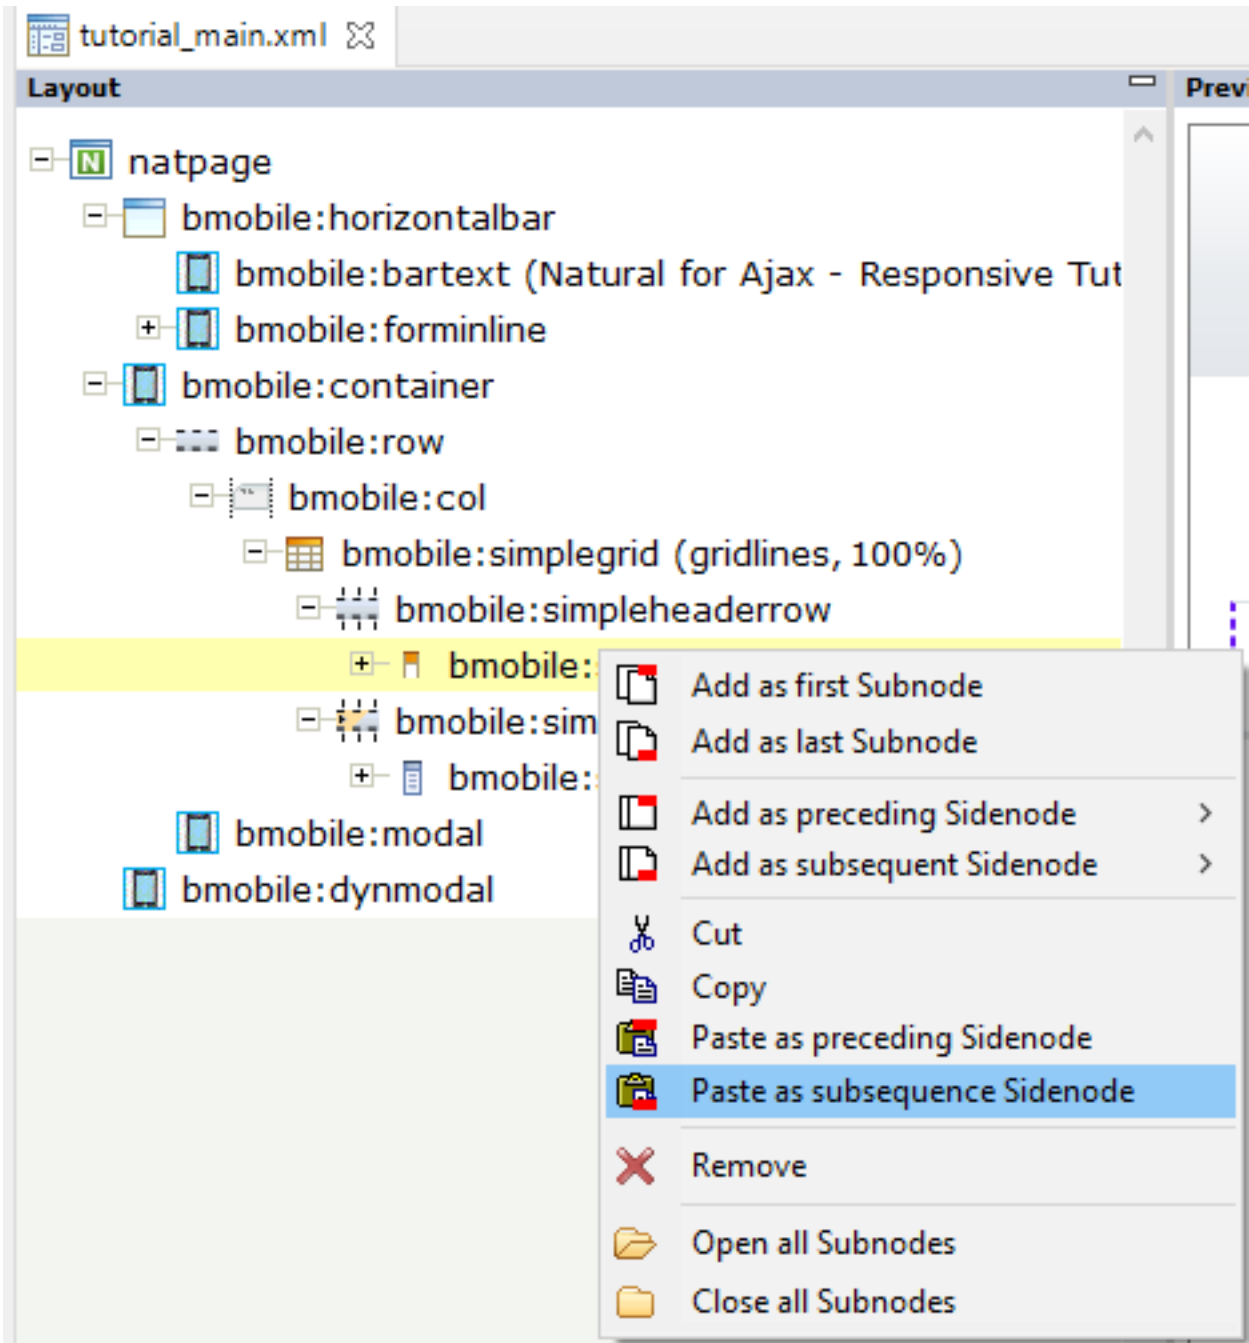 tutorial_main.xml
Layout
Previ
natpage
bmobile:horizontalbar
bmobile:bartext (Natural for Ajax - Responsive Tut
bmobile:forminline
bmobile:container
bmobile:row
bmobile:col
bmobile:simplegrid (gridlines, 100%)
bmobile:simpleheaderrow
bmobile:
bmobile:sim
bmobile:
bmobile:modal
bmobile:dynmodal
Add as first Subnode
Add as last Subnode
Add as preceding Sidenode
Add as subsequent Sidenode
Cut
Copy
Paste as preceding Sidenode
Paste as subsequence Sidenode
Remove
Open all Subnodes
Close all Subnodes